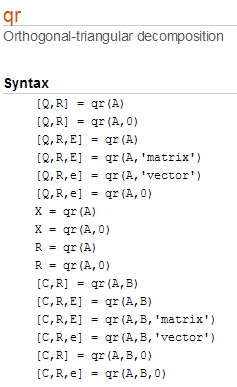 qr
Orthogonal-triangular decomposition
Syntax
[Q,R] = qr(A)
[Q,R] = qr(A,0)
[Q,R,E] = qr(A)
[Q,R,E] = qr(A,'matrix')
[Q,R,e] = qr(A,'vector')
[Q,R,e] = qr(A,0)
X = qr(A)
X = qr(A,0)
R = qr(A)
R = qr(A,0)
[C,R] = qr(A,B)
[C,R,E] = qr(A,B)
[C,R,E] = qr(A,B,'matrix')
[C,R,e] = qr(A,B,'vector')
[C,R] = qr(A,B,0)
[C,R,e] = qr(A,B,0)